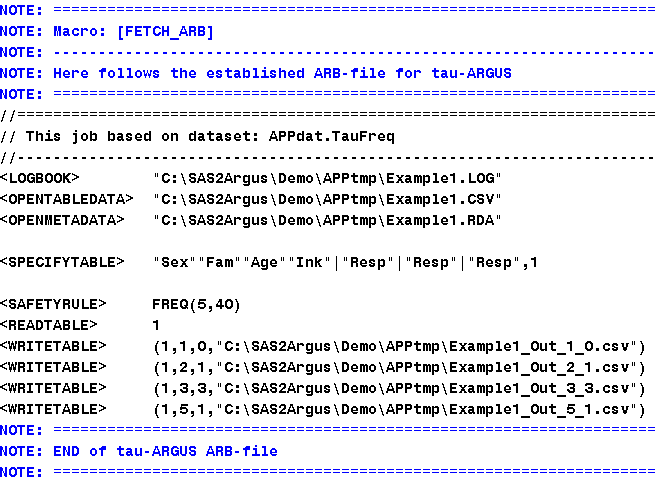 NOTE: ===================================================================
NOTE: Macro: [FETCH_ARB]
NOTE: -------------------------------------------------------------------
NOTE: Here follows the established ARB-file for tau-ARGUS
NOTE: ===================================================================
//=======================================================================
// This job based on dataset: APPdat.TauFreq
//-----------------------------------------------------------------------
<LOGBOOK>        "C:\SAS2Argus\Demo\APPtmp\Example1.LOG"
<OPENTABLEDATA>  "C:\SAS2Argus\Demo\APPtmp\Example1.CSV"
<OPENMETADATA>   "C:\SAS2Argus\Demo\APPtmp\Example1.RDA"

<SPECIFYTABLE>   "Sex""Fam""Age""Ink"|"Resp"|"Resp"|"Resp",1

<SAFETYRULE>     FREQ(5,40)
<READTABLE>      1
<WRITETABLE>     (1,1,0,"C:\SAS2Argus\Demo\APPtmp\Example1_Out_1_0.csv")
<WRITETABLE>     (1,2,1,"C:\SAS2Argus\Demo\APPtmp\Example1_Out_2_1.csv")
<WRITETABLE>     (1,3,3,"C:\SAS2Argus\Demo\APPtmp\Example1_Out_3_3.csv")
<WRITETABLE>     (1,5,1,"C:\SAS2Argus\Demo\APPtmp\Example1_Out_5_1.csv")
NOTE: ===================================================================
NOTE: END of tau-ARGUS ARB-file
NOTE: ===================================================================